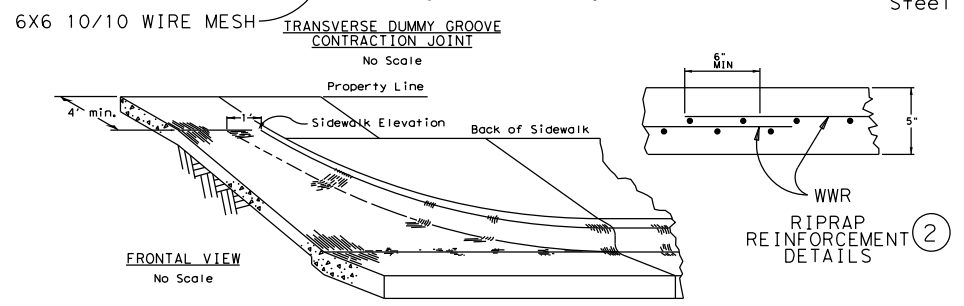 Steel
6X6 10/10 WIRE MESH
TRANSVERSE DUMMY GROOVE
CONTRACTION JOINT
No Scale
Property Line
4' min.
1'
Sidewalk Elevation
Back of Sidewalk
6"
MIN
5"
WWR
RIPRAP
REINFORCEMENT
DETAILS
2
FRONTAL VIEW
No Scale